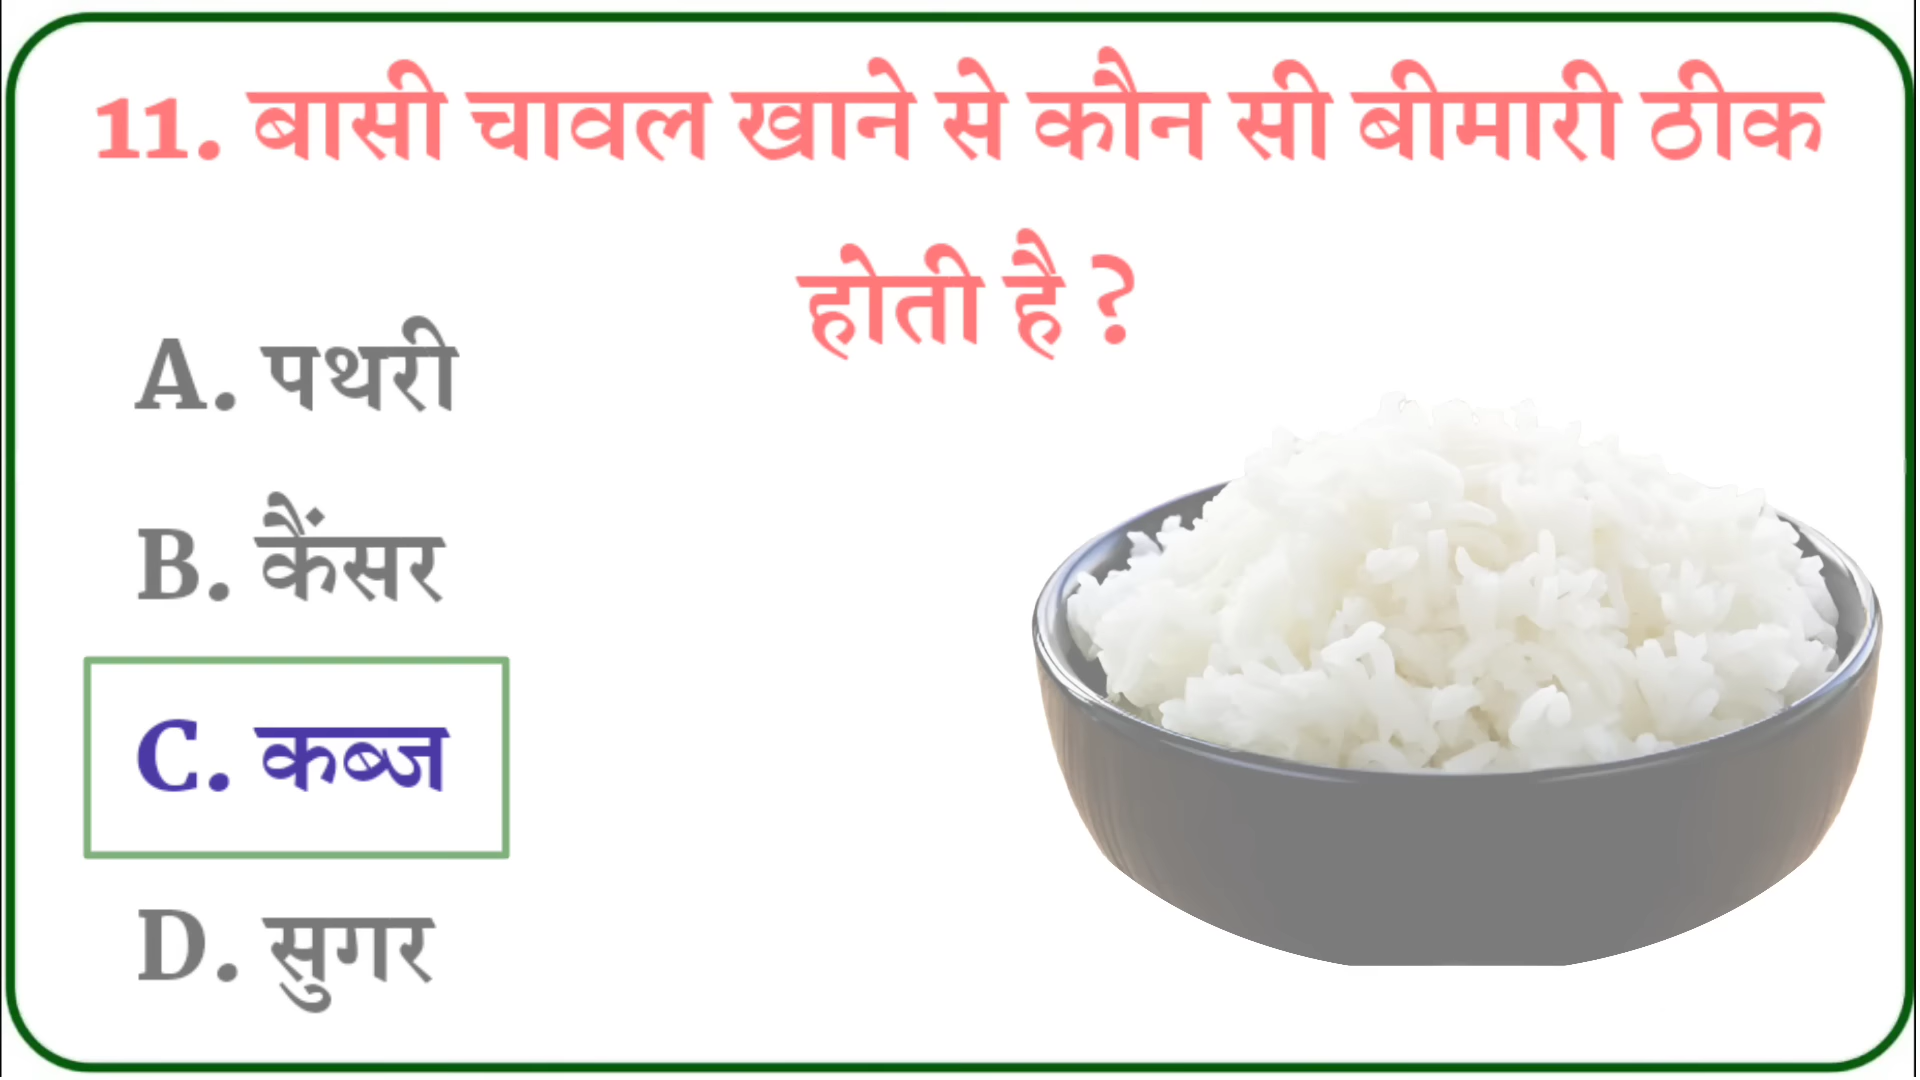 11. बासी चावल खाने से कौन सी बीमारी ठीक
होती है ?
A. पथरी
B. कैंसर
C. कब्ज
D. सुगर